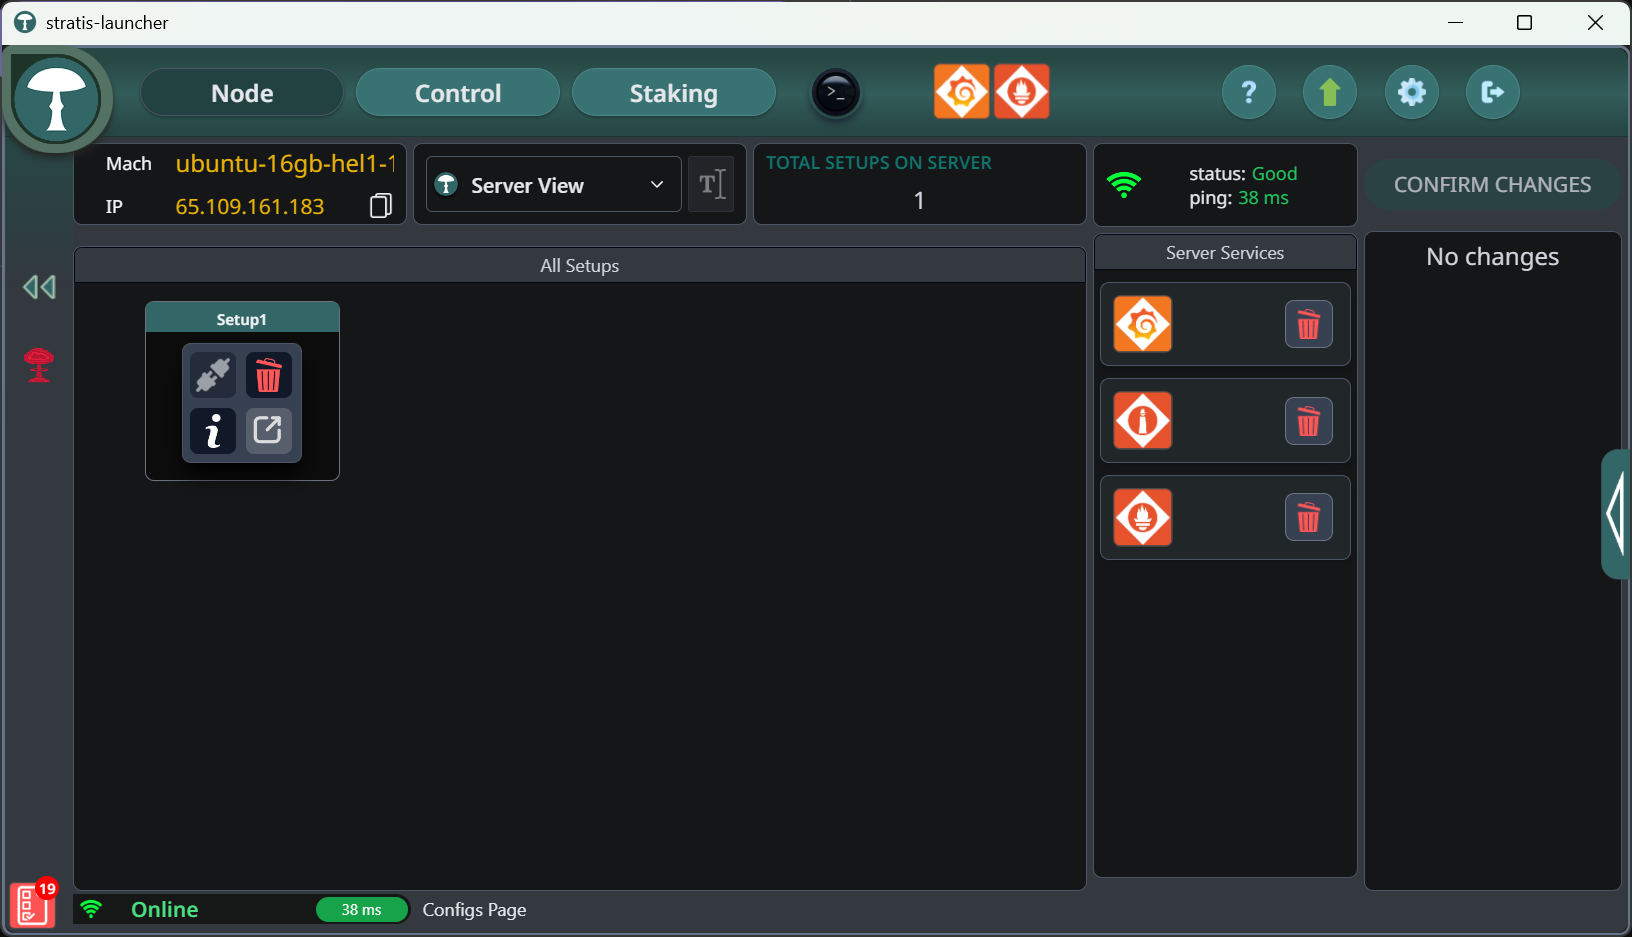 stratis-launcher
Node
Control
Staking
>_
?
Mach
ubuntu-16gb-hel1-1
IP
65.109.161.183
Server View
T
TOTAL SETUPS ON SERVER
1
status: Good
ping: 38 ms
CONFIRM CHANGES
All Setups
Server Services
No changes
Setup1
i
19
Online
38 ms
Configs Page